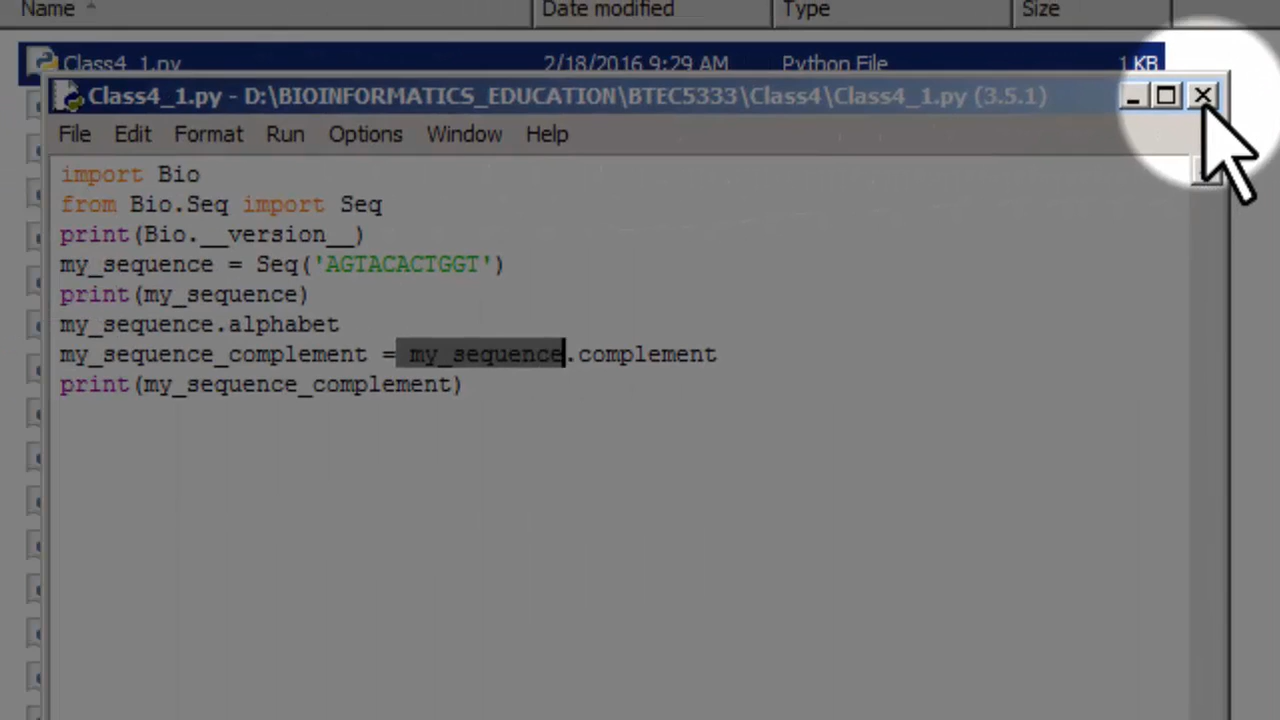 Name Date modified Type Size
Class4_1.py 2/18/2016 9:29 AM Python File 1 KB
Class4_1.py - D:\BIOINFORMATICS_EDUCATION\BTEC5333\Class4\Class4_1.py (3.5.1)
File Edit Format Run Options Window Help
import Bio
from Bio.Seq import Seq
print(Bio.__version__)
my_sequence = Seq('AGTACACTGGT')
print(my_sequence)
my_sequence.alphabet
my_sequence_complement = my_sequence.complement
print(my_sequence_complement)